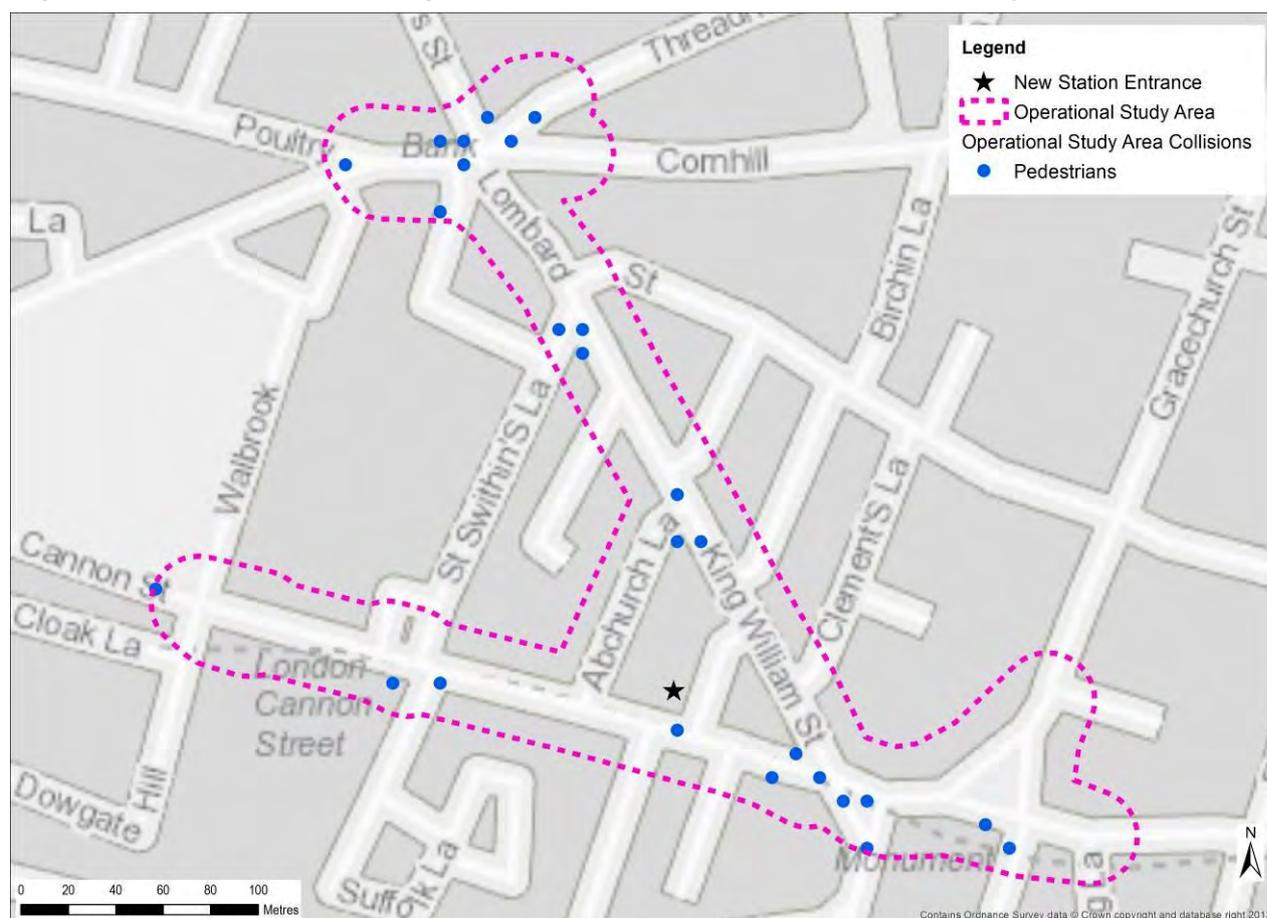 s St
Threadn
Poultry
Bank
Cornhill
Lombard
St
La
Birchin La
Gracechurch St
Walbrook
St Swithin'S La
Abchurch La
King William St
Clement'S La
Cannon St
Cloak La
London
Cannon
Street
S
Dowgate
Hill
Suffolk La
Monument
La
Legend
New Station Entrance
Operational Study Area
Operational Study Area Collisions
Pedestrians
0 20 40 60 80 100
Metres
N
Contains Ordnance Survey data © Crown copyright and database right 201